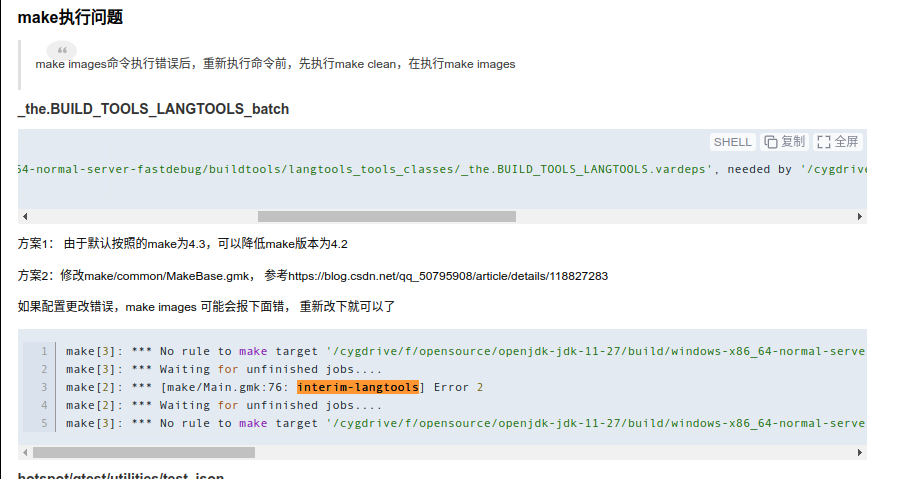 make执行问题
make images命令执行错误后，重新执行命令前，先执行make clean，在执行make images
_the.BUILD_TOOLS_LANGTOOLS_batch
SHELL 复制 全屏
64-normal-server-fastdebug/buildtools/langtools_tools_classes/_the.BUILD_TOOLS_LANGTOOLS.vardeps', needed by '/cygdrive
方案1： 由于默认按照的make为4.3，可以降低make版本为4.2
方案2：修改make/common/MakeBase.gmk， 参考https://blog.csdn.net/qq_50795908/article/details/118827283
如果配置更改错误，make images 可能会报下面错， 重新改下就可以了
1 make[3]: *** No rule to make target '/cygdrive/f/opensource/openjdk-jdk-11-27/build/windows-x86_64-normal-serve
2 make[3]: *** Waiting for unfinished jobs....
3 make[2]: *** [make/Main.gmk:76: interim-langtools] Error 2
4 make[2]: *** Waiting for unfinished jobs....
5 make[3]: *** No rule to make target '/cygdrive/f/opensource/openjdk-jdk-11-27/build/windows-x86_64-normal-serve
hotspot/gtest/utilities/test_json